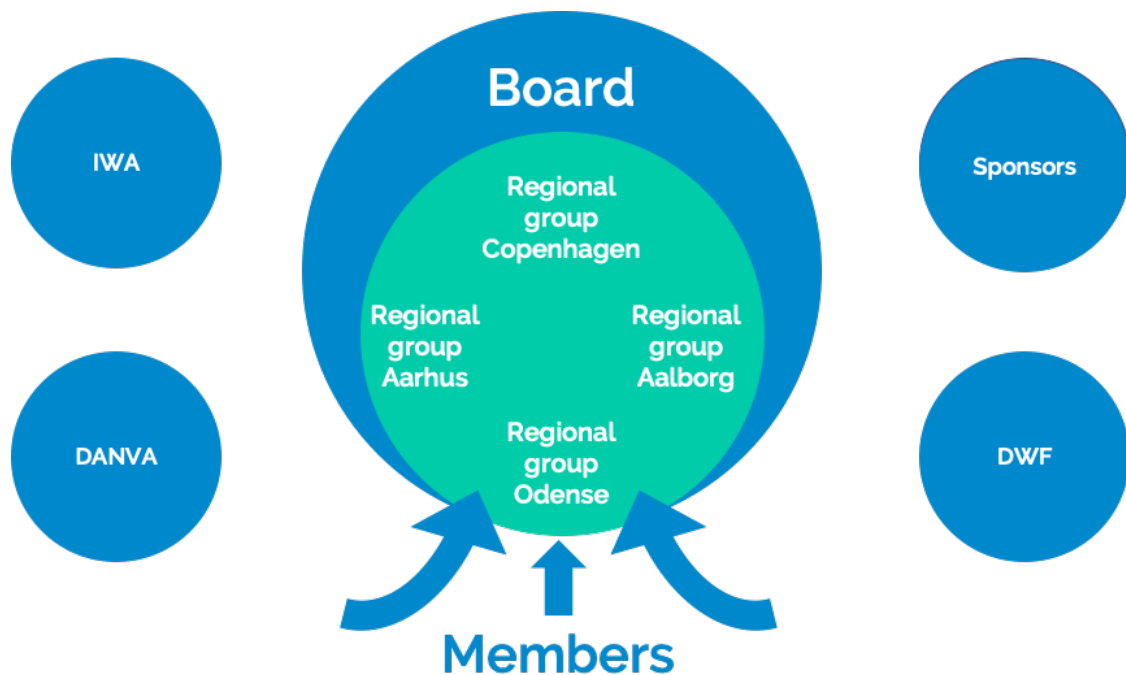 Board
IWA
Sponsors
Regional
group
Copenhagen
Regional
group
Aarhus
Regional
group
Aalborg
DANVA
Regional
group
Odense
DWF
Members